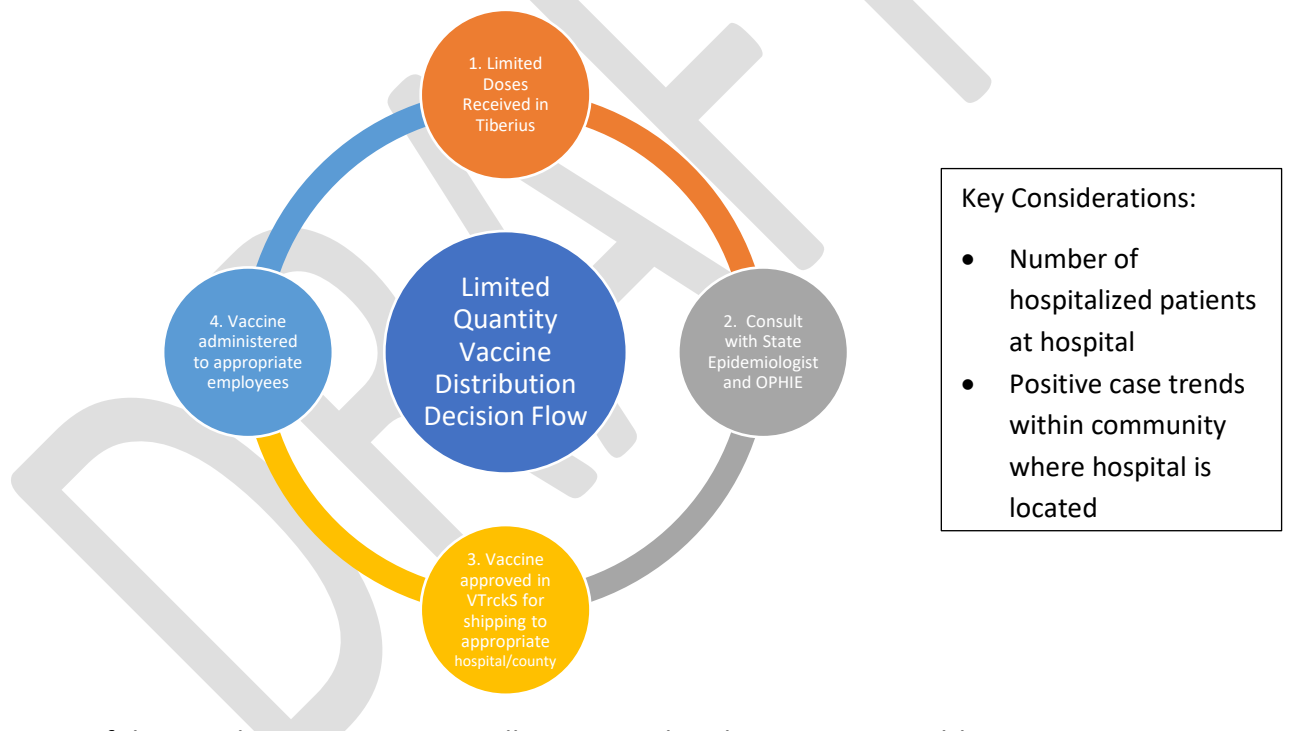 1. Limited
Doses
Received in
Tiberius
2. Consult
with State
Epidemiologist
and OPHIE
3. Vaccine
approved in
VTrckS for
shipping to
appropriate
hospital/county
4. Vaccine
administered
to appropriate
employees
Limited
Quantity
Vaccine
Distribution
Decision Flow
Key Considerations:
• Number of
hospitalized patients
at hospital
• Positive case trends
within community
where hospital is
located
DRAFT